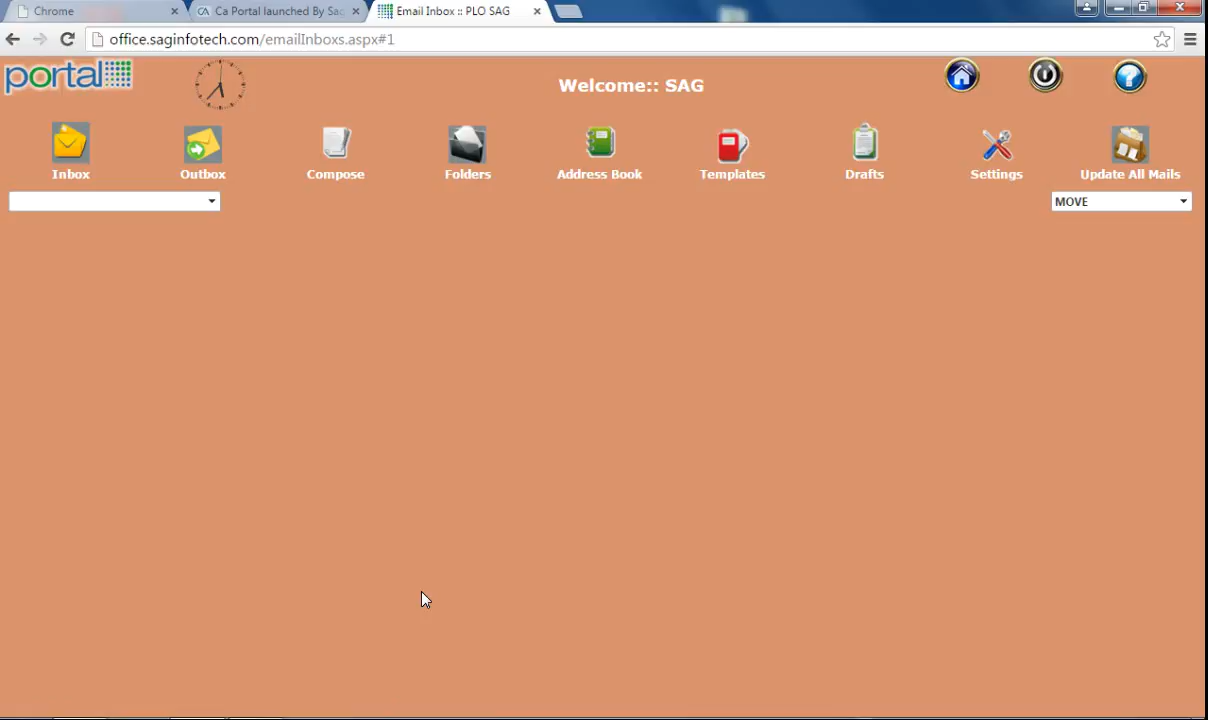 Chrome
Ca Portal launched By Sag
Email Inbox :: PLO SAG
office.saginfotech.com/emailInboxs.aspx#1
portal
Welcome:: SAG
Inbox
Outbox
Compose
Folders
Address Book
Templates
Drafts
Settings
Update All Mails
MOVE